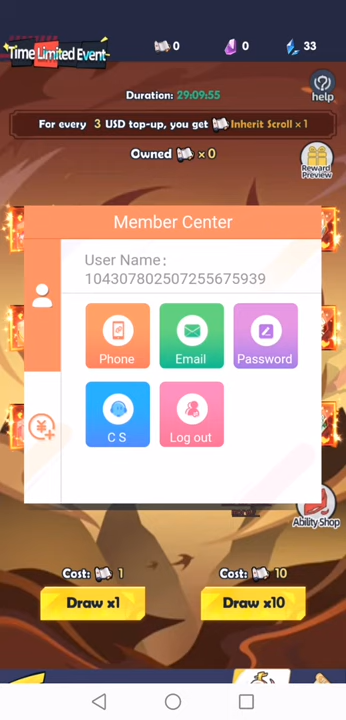 Time Limited Event
0
0
33
Duration: 29:09:55
help
For every 3 USD top-up, you get Inherit Scroll ×1
Owned × 0
Reward
Preview
Member Center
User Name:
104307802507255675939
Phone
Email
Password
C S
Log out
Ability Shop
Cost: 1
Cost: 10
Draw x1
Draw x10